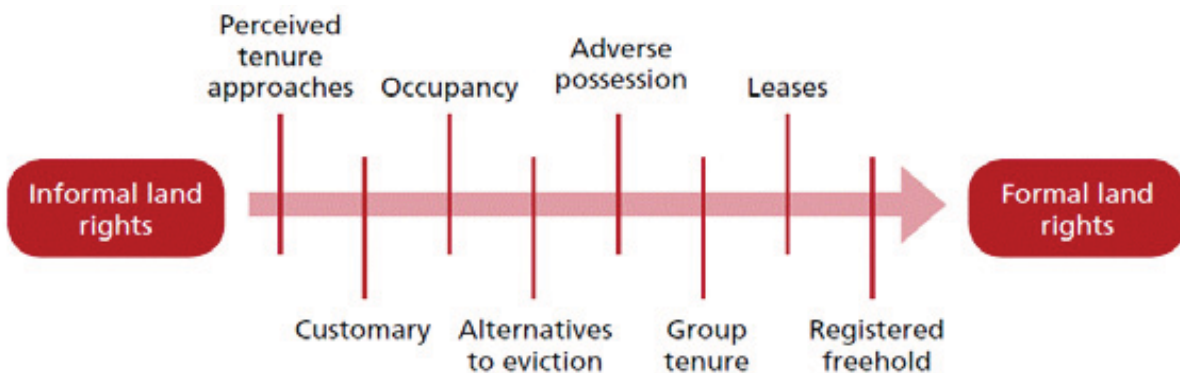 Perceived
tenure
approaches
Occupancy
Adverse
possession
Leases
Informal land
rights
Formal land
rights
Customary
Alternatives
to eviction
Group
tenure
Registered
freehold